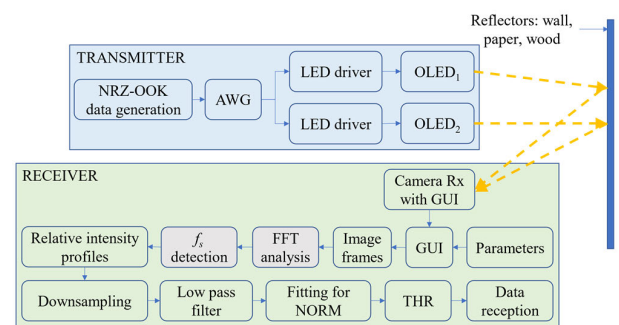 Reflectors: wall,
paper, wood
TRANSMITTER
NRZ-OOK
data generation
AWG
LED driver
OLED1
LED driver
OLED2
RECEIVER
Camera Rx
with GUI
Relative intensity
profiles
fs
detection
FFT
analysis
Image
frames
GUI
Parameters
Downsampling
Low pass
filter
Fitting for
NORM
THR
Data
reception